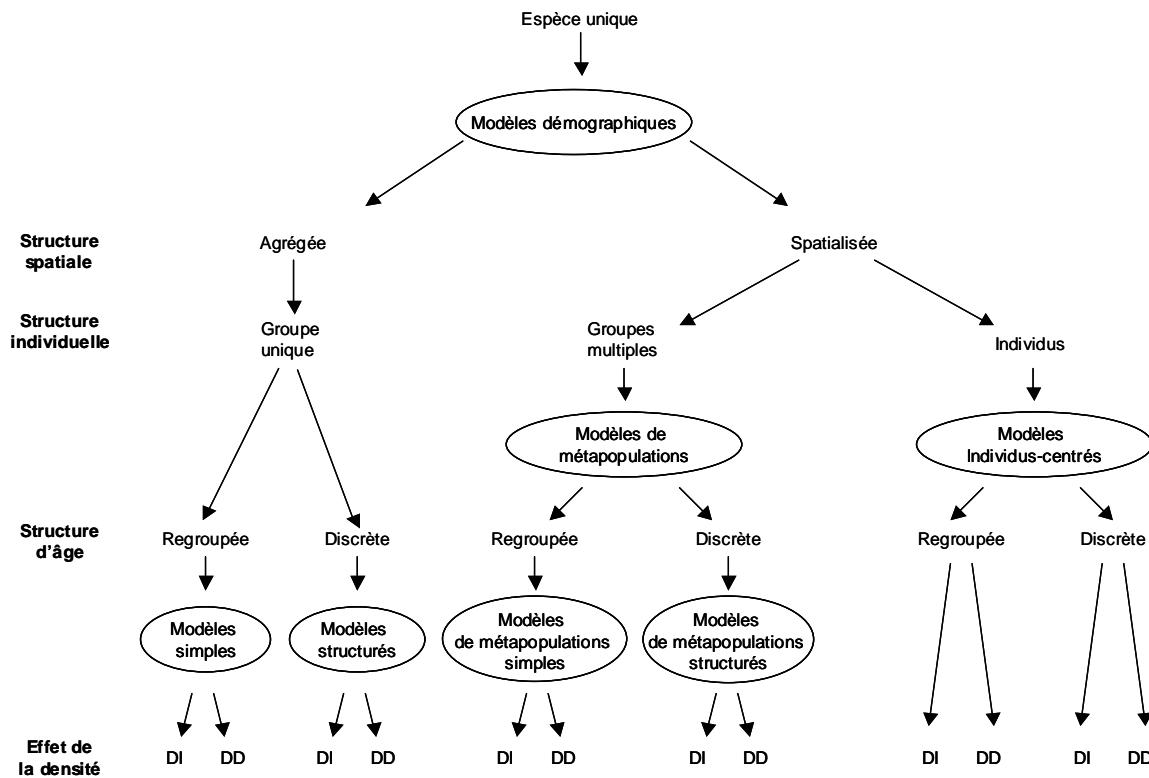 Espèce unique
Modèles démographiques
Structure
spatiale
Agrégée
Spatialisée
Structure
individuelle
Groupe
unique
Groupes
multiples
Individus
Modèles de
métapopulations
Modèles
Individus-centrés
Structure
d'âge
Regroupée
Discrète
Regroupée
Discrète
Regroupée
Discrète
Modèles
simples
Modèles
structurés
Modèles
de métapopulations
simples
Modèles
de métapopulations
structurés
Effet de
la densité
DI DD DI DD DI DD DI DD DI DD DI DD